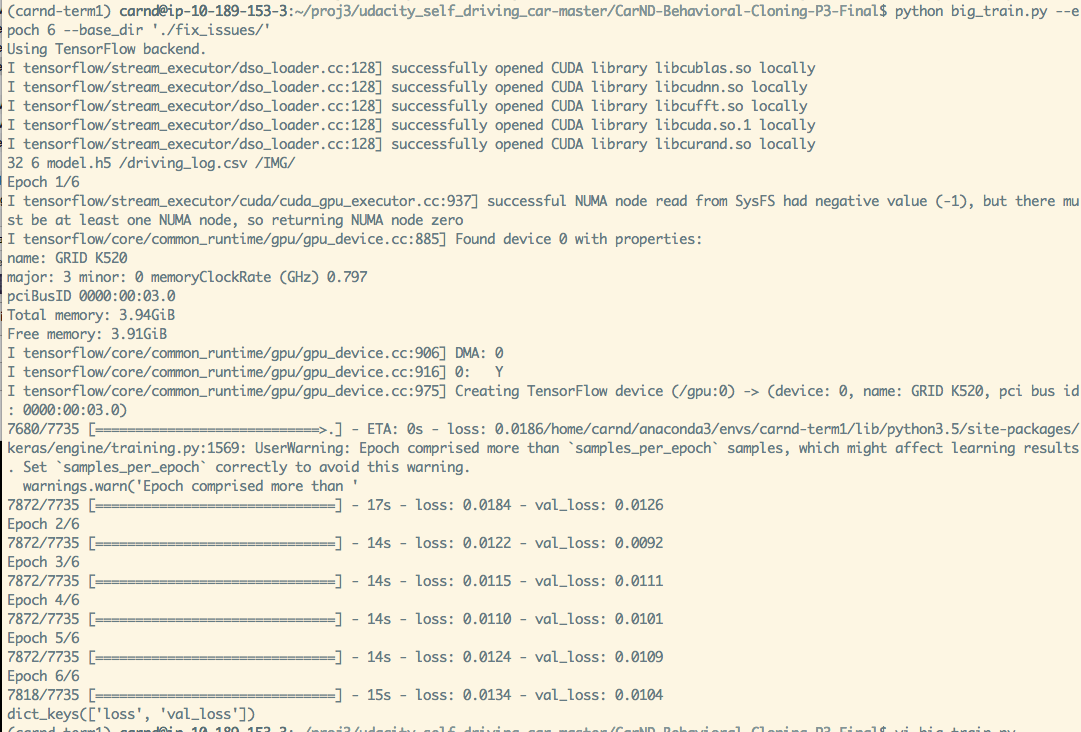 (carnd-term1) carnd@ip-10-189-153-3:~/proj3/udacity_self_driving_car-master/CarND-Behavioral-Cloning-P3-Final$ python big_train.py --e
poch 6 --base_dir './fix_issues/'
Using TensorFlow backend.
I tensorflow/stream_executor/dso_loader.cc:128] successfully opened CUDA library libcublas.so locally
I tensorflow/stream_executor/dso_loader.cc:128] successfully opened CUDA library libcudnn.so locally
I tensorflow/stream_executor/dso_loader.cc:128] successfully opened CUDA library libcufft.so locally
I tensorflow/stream_executor/dso_loader.cc:128] successfully opened CUDA library libcuda.so.1 locally
I tensorflow/stream_executor/dso_loader.cc:128] successfully opened CUDA library libcurand.so locally
32 6 model.h5 /driving_log.csv /IMG/
Epoch 1/6
I tensorflow/stream_executor/cuda/cuda_gpu_executor.cc:937] successful NUMA node read from SysFS had negative value (-1), but there mu
st be at least one NUMA node, so returning NUMA node zero
I tensorflow/core/common_runtime/gpu/gpu_device.cc:885] Found device 0 with properties:
name: GRID K520
major: 3 minor: 0 memoryClockRate (GHz) 0.797
pciBusID 0000:00:03.0
Total memory: 3.94GiB
Free memory: 3.91GiB
I tensorflow/core/common_runtime/gpu/gpu_device.cc:906] DMA: 0
I tensorflow/core/common_runtime/gpu/gpu_device.cc:916] 0:   Y
I tensorflow/core/common_runtime/gpu/gpu_device.cc:975] Creating TensorFlow device (/gpu:0) -> (device: 0, name: GRID K520, pci bus id
: 0000:00:03.0)
7680/7735 [============================>.] - ETA: 0s - loss: 0.0186/home/carnd/anaconda3/envs/carnd-term1/lib/python3.5/site-packages/
keras/engine/training.py:1569: UserWarning: Epoch comprised more than `samples_per_epoch` samples, which might affect learning results
. Set `samples_per_epoch` correctly to avoid this warning.
  warnings.warn('Epoch comprised more than '
7872/7735 [==============================] - 17s - loss: 0.0184 - val_loss: 0.0126
Epoch 2/6
7872/7735 [==============================] - 14s - loss: 0.0122 - val_loss: 0.0092
Epoch 3/6
7872/7735 [==============================] - 14s - loss: 0.0115 - val_loss: 0.0111
Epoch 4/6
7872/7735 [==============================] - 14s - loss: 0.0110 - val_loss: 0.0101
Epoch 5/6
7872/7735 [==============================] - 14s - loss: 0.0124 - val_loss: 0.0109
Epoch 6/6
7818/7735 [==============================] - 15s - loss: 0.0134 - val_loss: 0.0104
dict_keys(['loss', 'val_loss'])
(carnd-term1) carnd@ip-10-189-153-3:~/proj3/udacity_self_driving_car-master/CarND-Behavioral-Cloning-P3-Final$ vi big_train.py